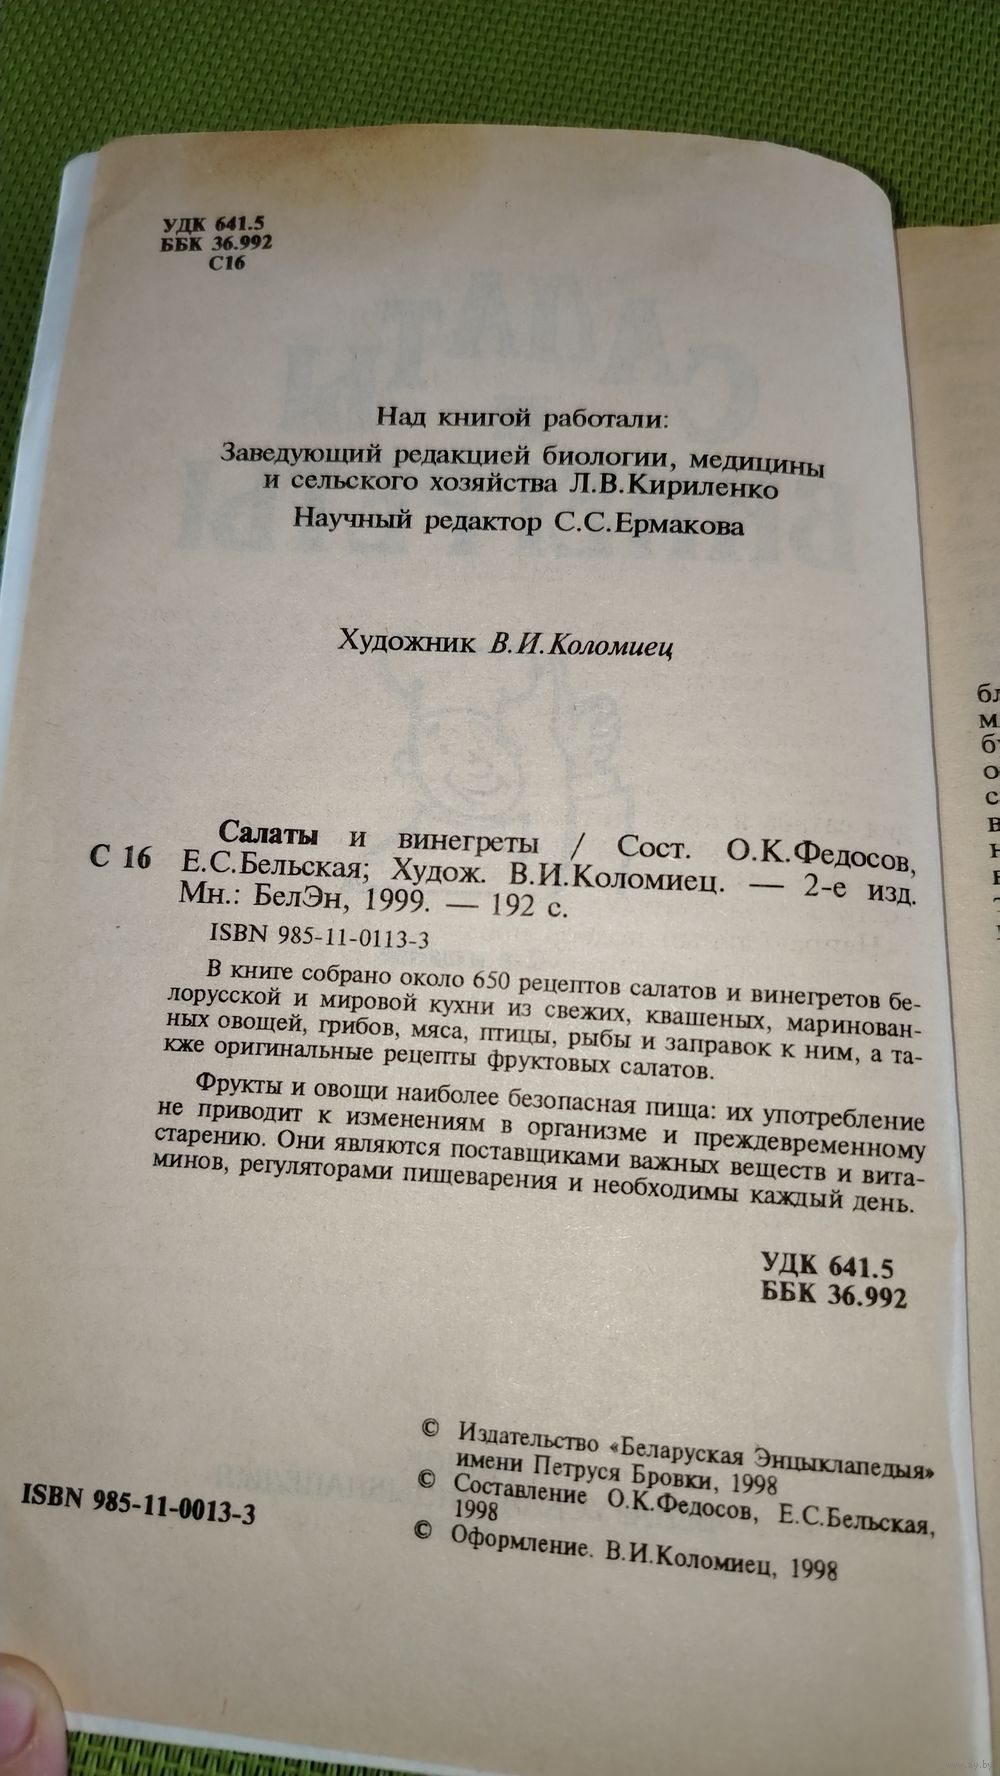 УДК 641.5
ББК 36.992
С16
Над книгой работали:
Заведующий редакцией биологии, медицины
и сельского хозяйства Л.В.Кириленко
Научный редактор С.С.Ермакова
Художник В.И.Коломиец
Салаты и винегреты / Сост. О.К.Федосов,
С 16 Е.С.Бельская; Худож. В.И.Коломиец. — 2-е изд.
Мн.: БелЭн, 1999. — 192 с.
ISBN 985-11-0113-3
В книге собрано около 650 рецептов салатов и винегретов бе-
лорусской и мировой кухни из свежих, квашеных, маринован-
ных овощей, грибов, мяса, птицы, рыбы и заправок к ним, а та-
кже оригинальные рецепты фруктовых салатов.
Фрукты и овощи наиболее безопасная пища: их употребление
не приводит к изменениям в организме и преждевременному
старению. Они являются поставщиками важных веществ и вита-
минов, регуляторами пищеварения и необходимы каждый день.
УДК 641.5
ББК 36.992
© Издательство «Беларуская Энцыклапедыя»
имени Петруся Бровки, 1998
© Составление О.К.Федосов, Е.С.Бельская,
1998
© Оформление. В.И.Коломиец, 1998
ISBN 985-11-0013-3